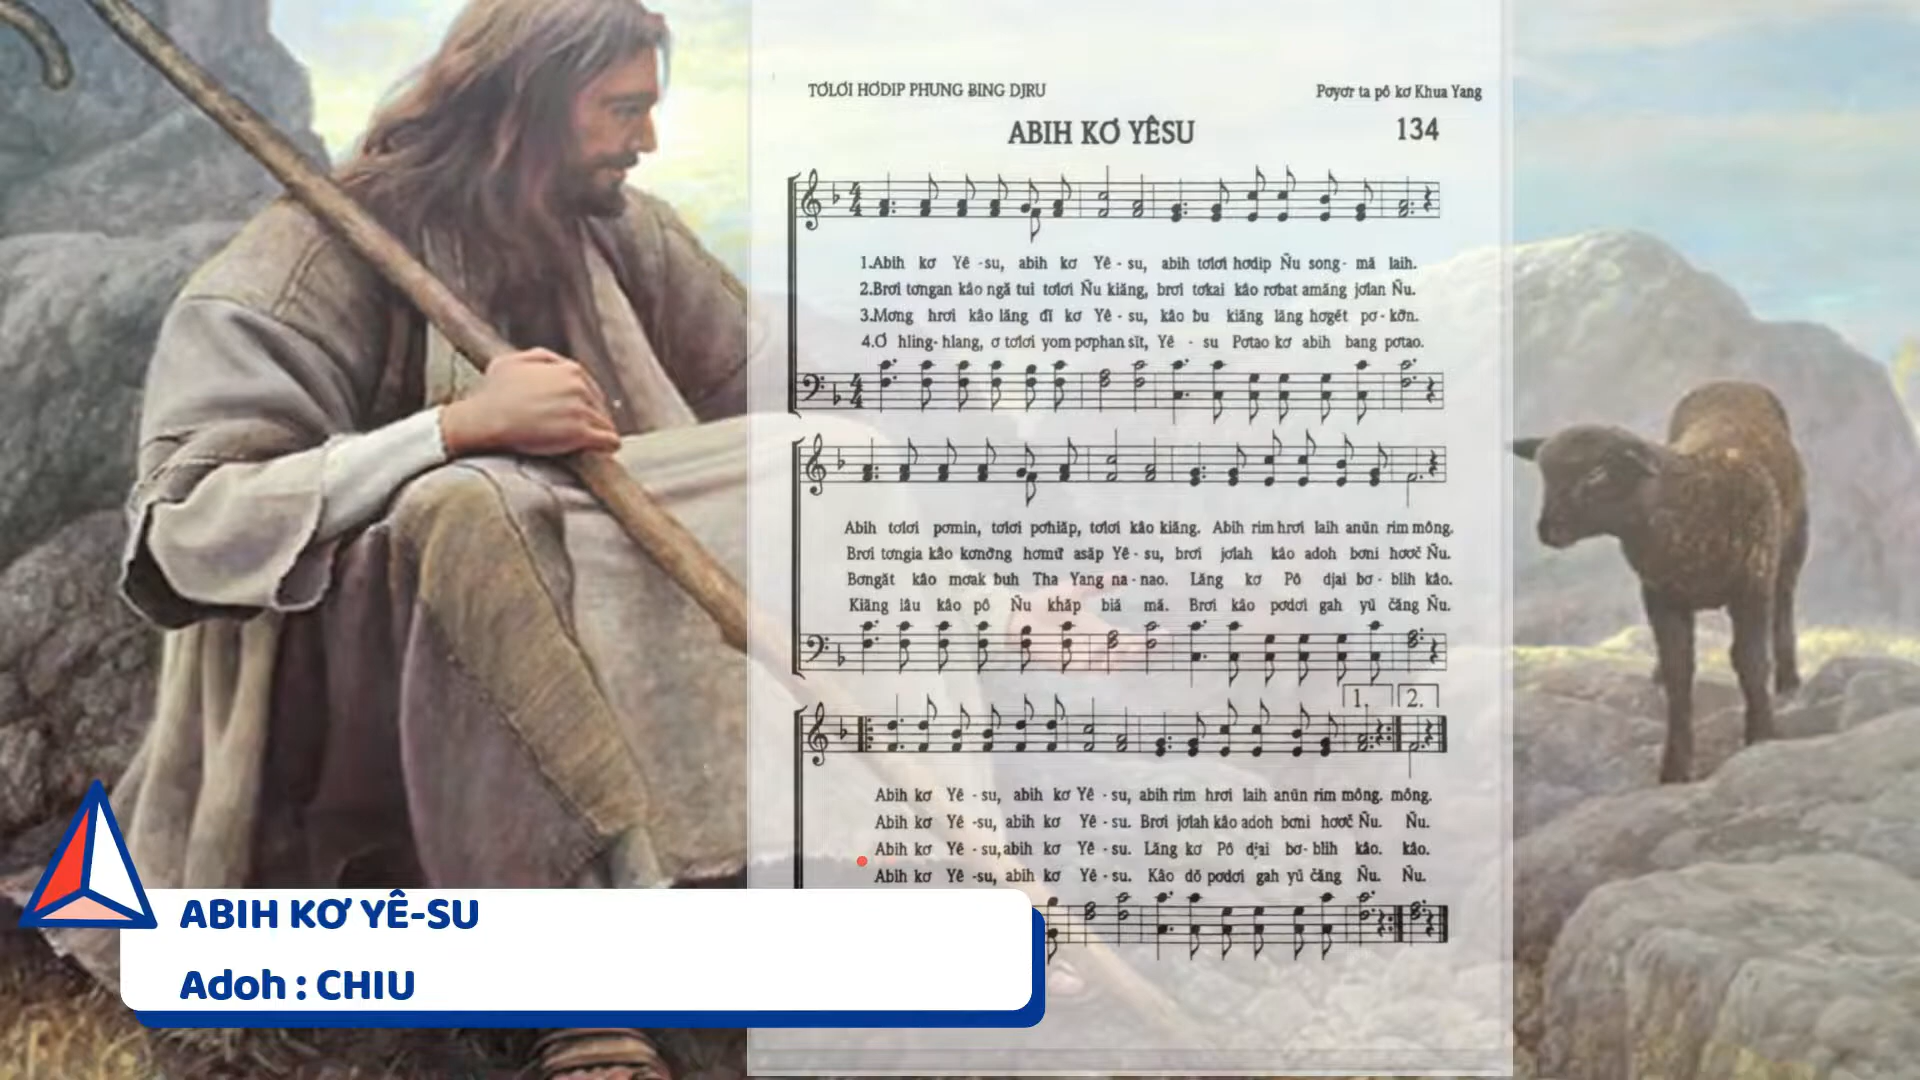 TƠLƠI HƠDIP PHUNG BING DJRU
Pơyơr ta pô kơ Khua Yang
ABIH KƠ YÊSU
134
1.Abih kơ Yê -su, abih kơ Yê - su, abih tơlơi hơdip Ñu song- mă laih.
2.Brơi tơngan kâo ngă tui tơlơi Ñu kiăng, brơi tơkai kâo rơbat amăng jơlan Ñu.
3.Mơng hrơi kâo lăng đĭ kơ Yê - su, kâo bu kiăng lăng hơgět pơ - kŏn.
4.Ơ hling- hlang, ơ tơlơi yom pơphan sĭt, Yê - su Pơtao kơ abih bang pơtao.
Abih tơlơi pơmin, tơlơi pơhiăp, tơlơi kâo kiăng. Abih rim hrơi laih anŭn rim mông.
Brơi tơngia kâo kơnŏng hơmư̆ asăp Yê - su, brơi jơlah kâo adoh bơni hơơč Ñu.
Bơngăt kâo mơak ƀuh Tha Yang na - nao. Lăng kơ Pô djai bơ - blih kâo.
Kiăng lâu kâo pô Ñu khăp biă mă. Brơi kâo pơdơi gah yŭ čăng Ñu.
1. 2.
Abih kơ Yê - su, abih kơ Yê - su, abih rim hrơi laih anŭn rim mông. mông.
Abih kơ Yê -su, abih kơ Yê - su. Brơi jơlah kâo adoh bơni hơơč Ñu. Ñu.
Abih kơ Yê - su, abih kơ Yê - su. Lăng kơ Pô djai bơ- blih kâo. kâo.
Abih kơ Yê -su, abih kơ Yê - su. Kâo dŏ pơdơi gah yŭ čăng Ñu. Ñu.
ABIH KƠ YÊ-SU
Adoh : CHIU